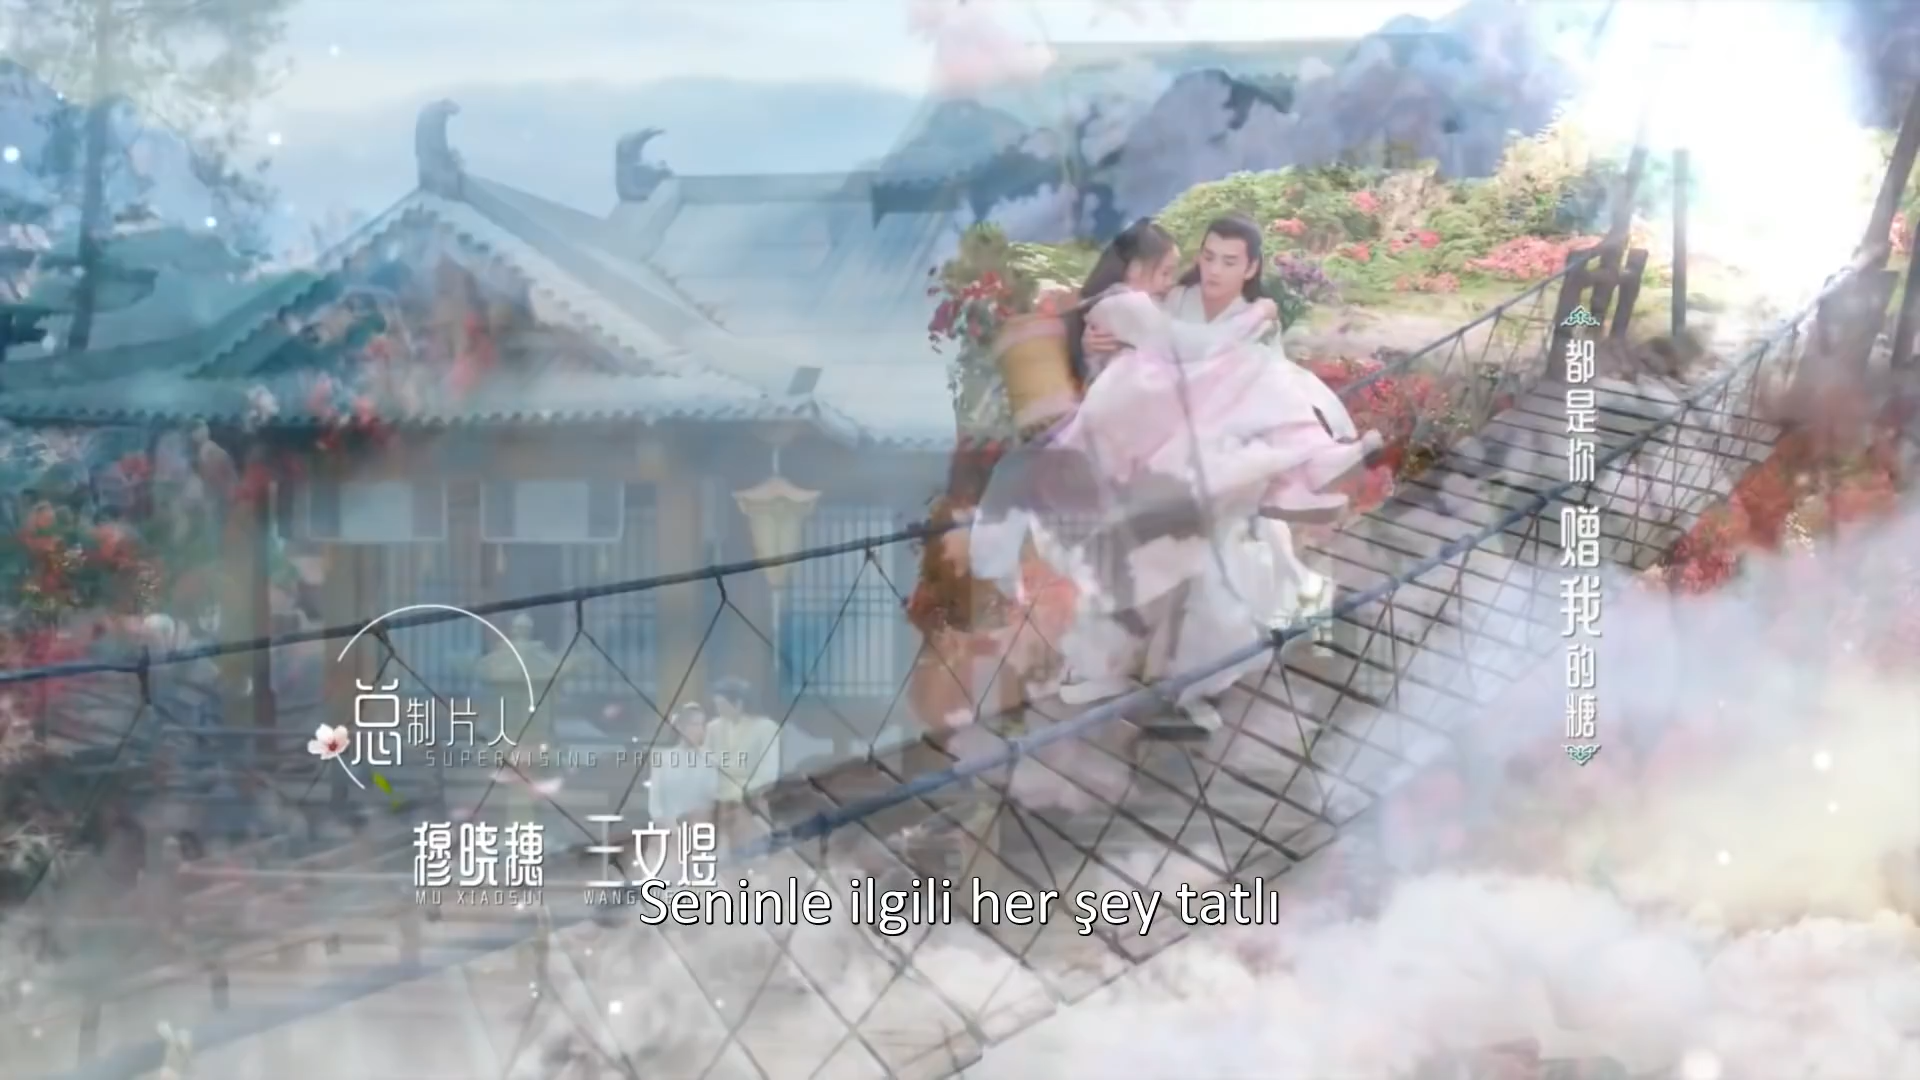 总制片人
SUPERVISING PRODUCER
穆晓穗 王文煜
MU XIAOSUI WANG
Seninle ilgili her şey tatlı
都是你赠我的糖